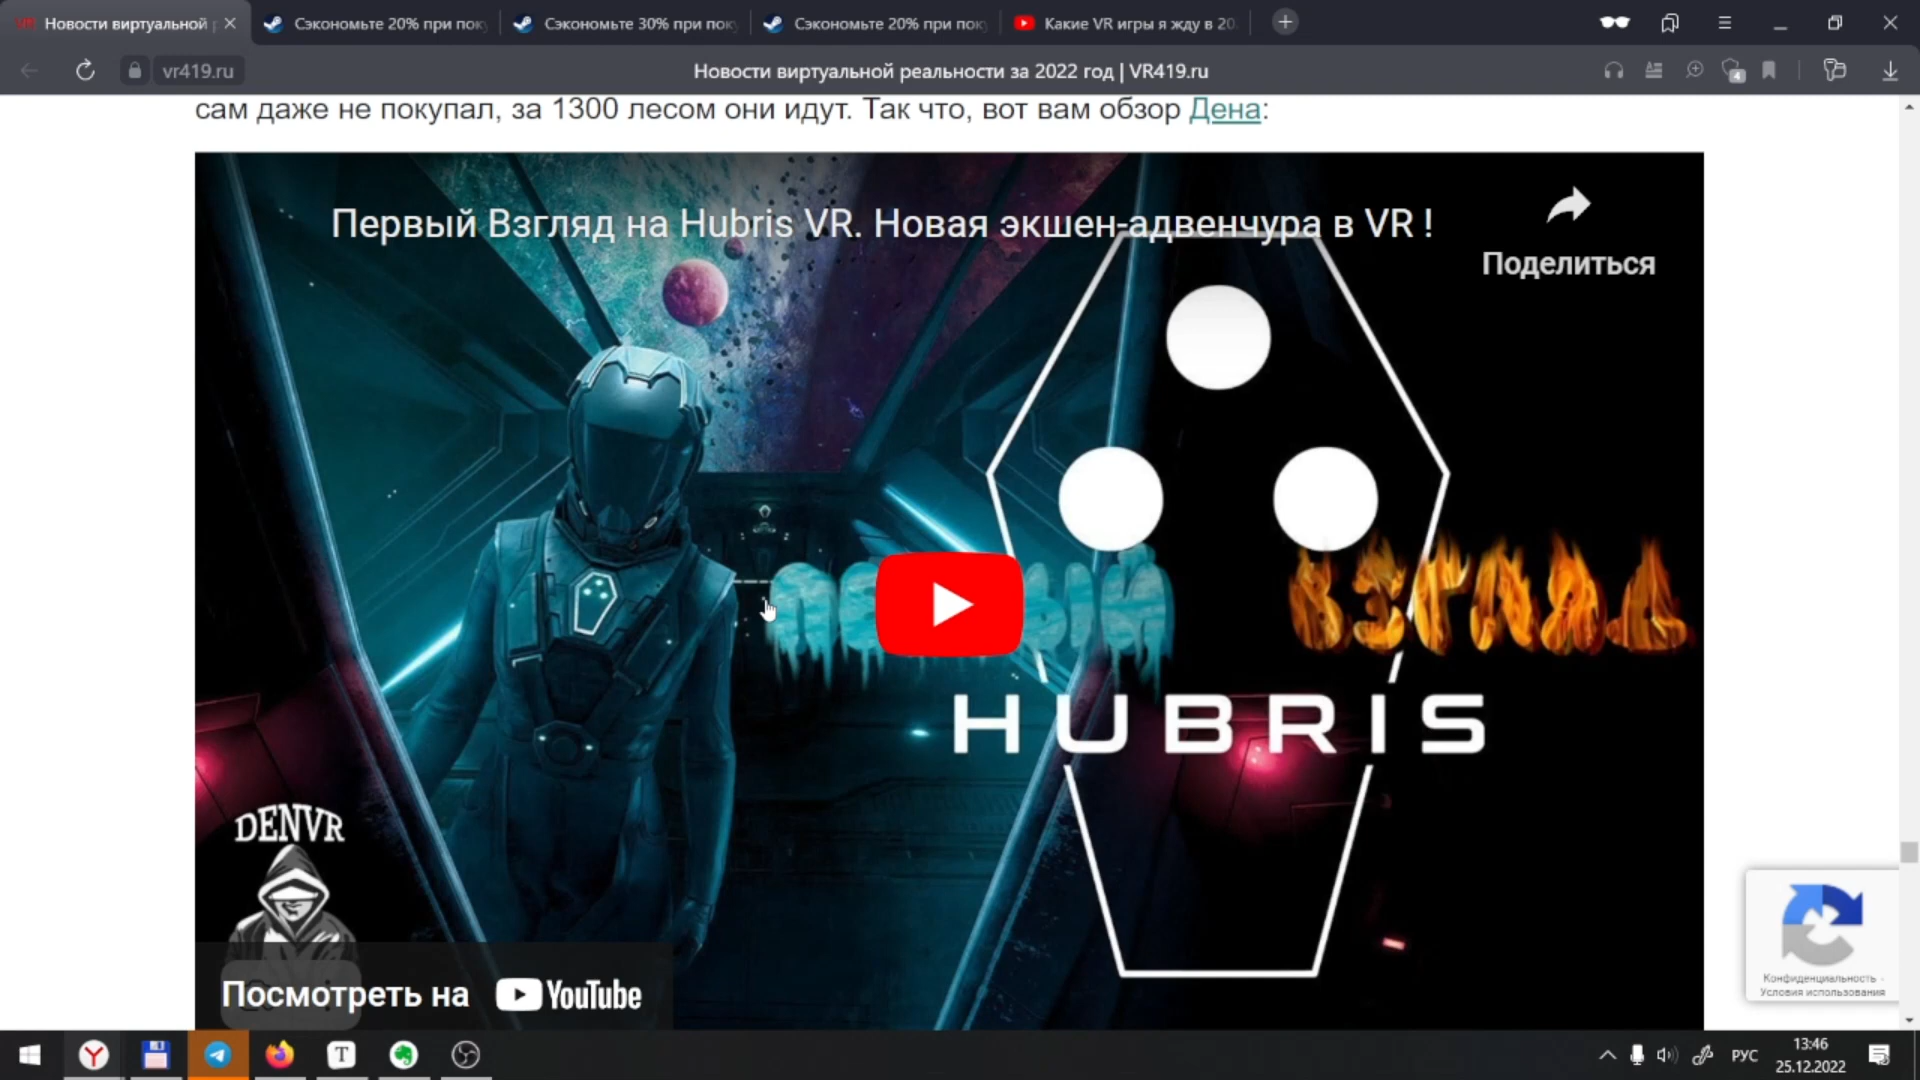 Новости виртуальной р
Сэкономьте 20% при пок
Сэкономьте 30% при пок
Сэкономьте 20% при пок
Какие VR игры я жду в 20
vr419.ru
Новости виртуальной реальности за 2022 год | VR419.ru
4
сам даже не покупал, за 1300 лесом они идут. Так что, вот вам обзор Дена:
Первый Взгляд на Hubris VR. Новая экшен-адвенчура в VR !
Поделиться
ВЗГЛЯД
HUBRIS
DENVR
Посмотреть на YouTube
Конфиденциальность -
Условия использования
РУС
13:46
25.12.2022